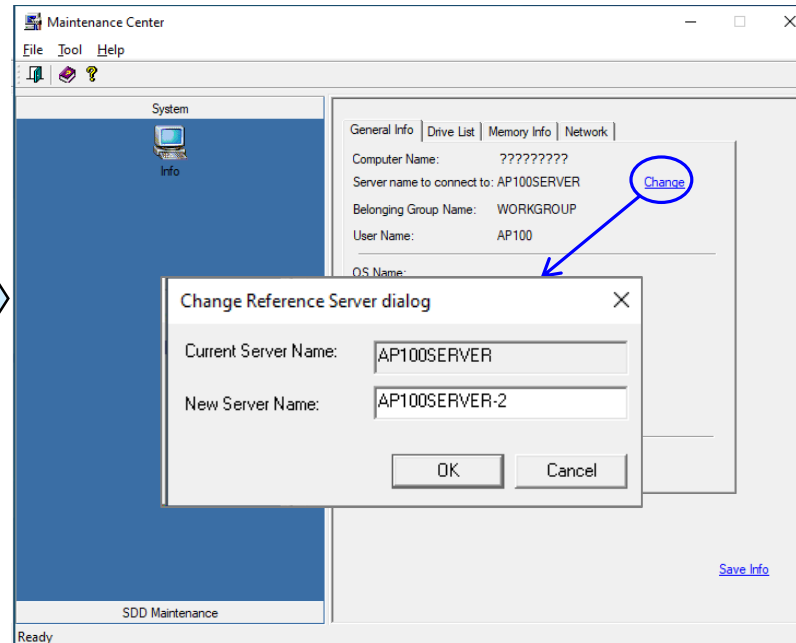 Maintenance Center
File Tool Help
System
Info
General Info Drive List Memory Info Network
Computer Name: ?????????
Server name to connect to: AP100SERVER Change
Belonging Group Name: WORKGROUP
User Name: AP100
OS Name:
Change Reference Server dialog
Current Server Name: AP100SERVER
New Server Name: AP100SERVER-2
OK Cancel
Save Info
SDD Maintenance
Ready